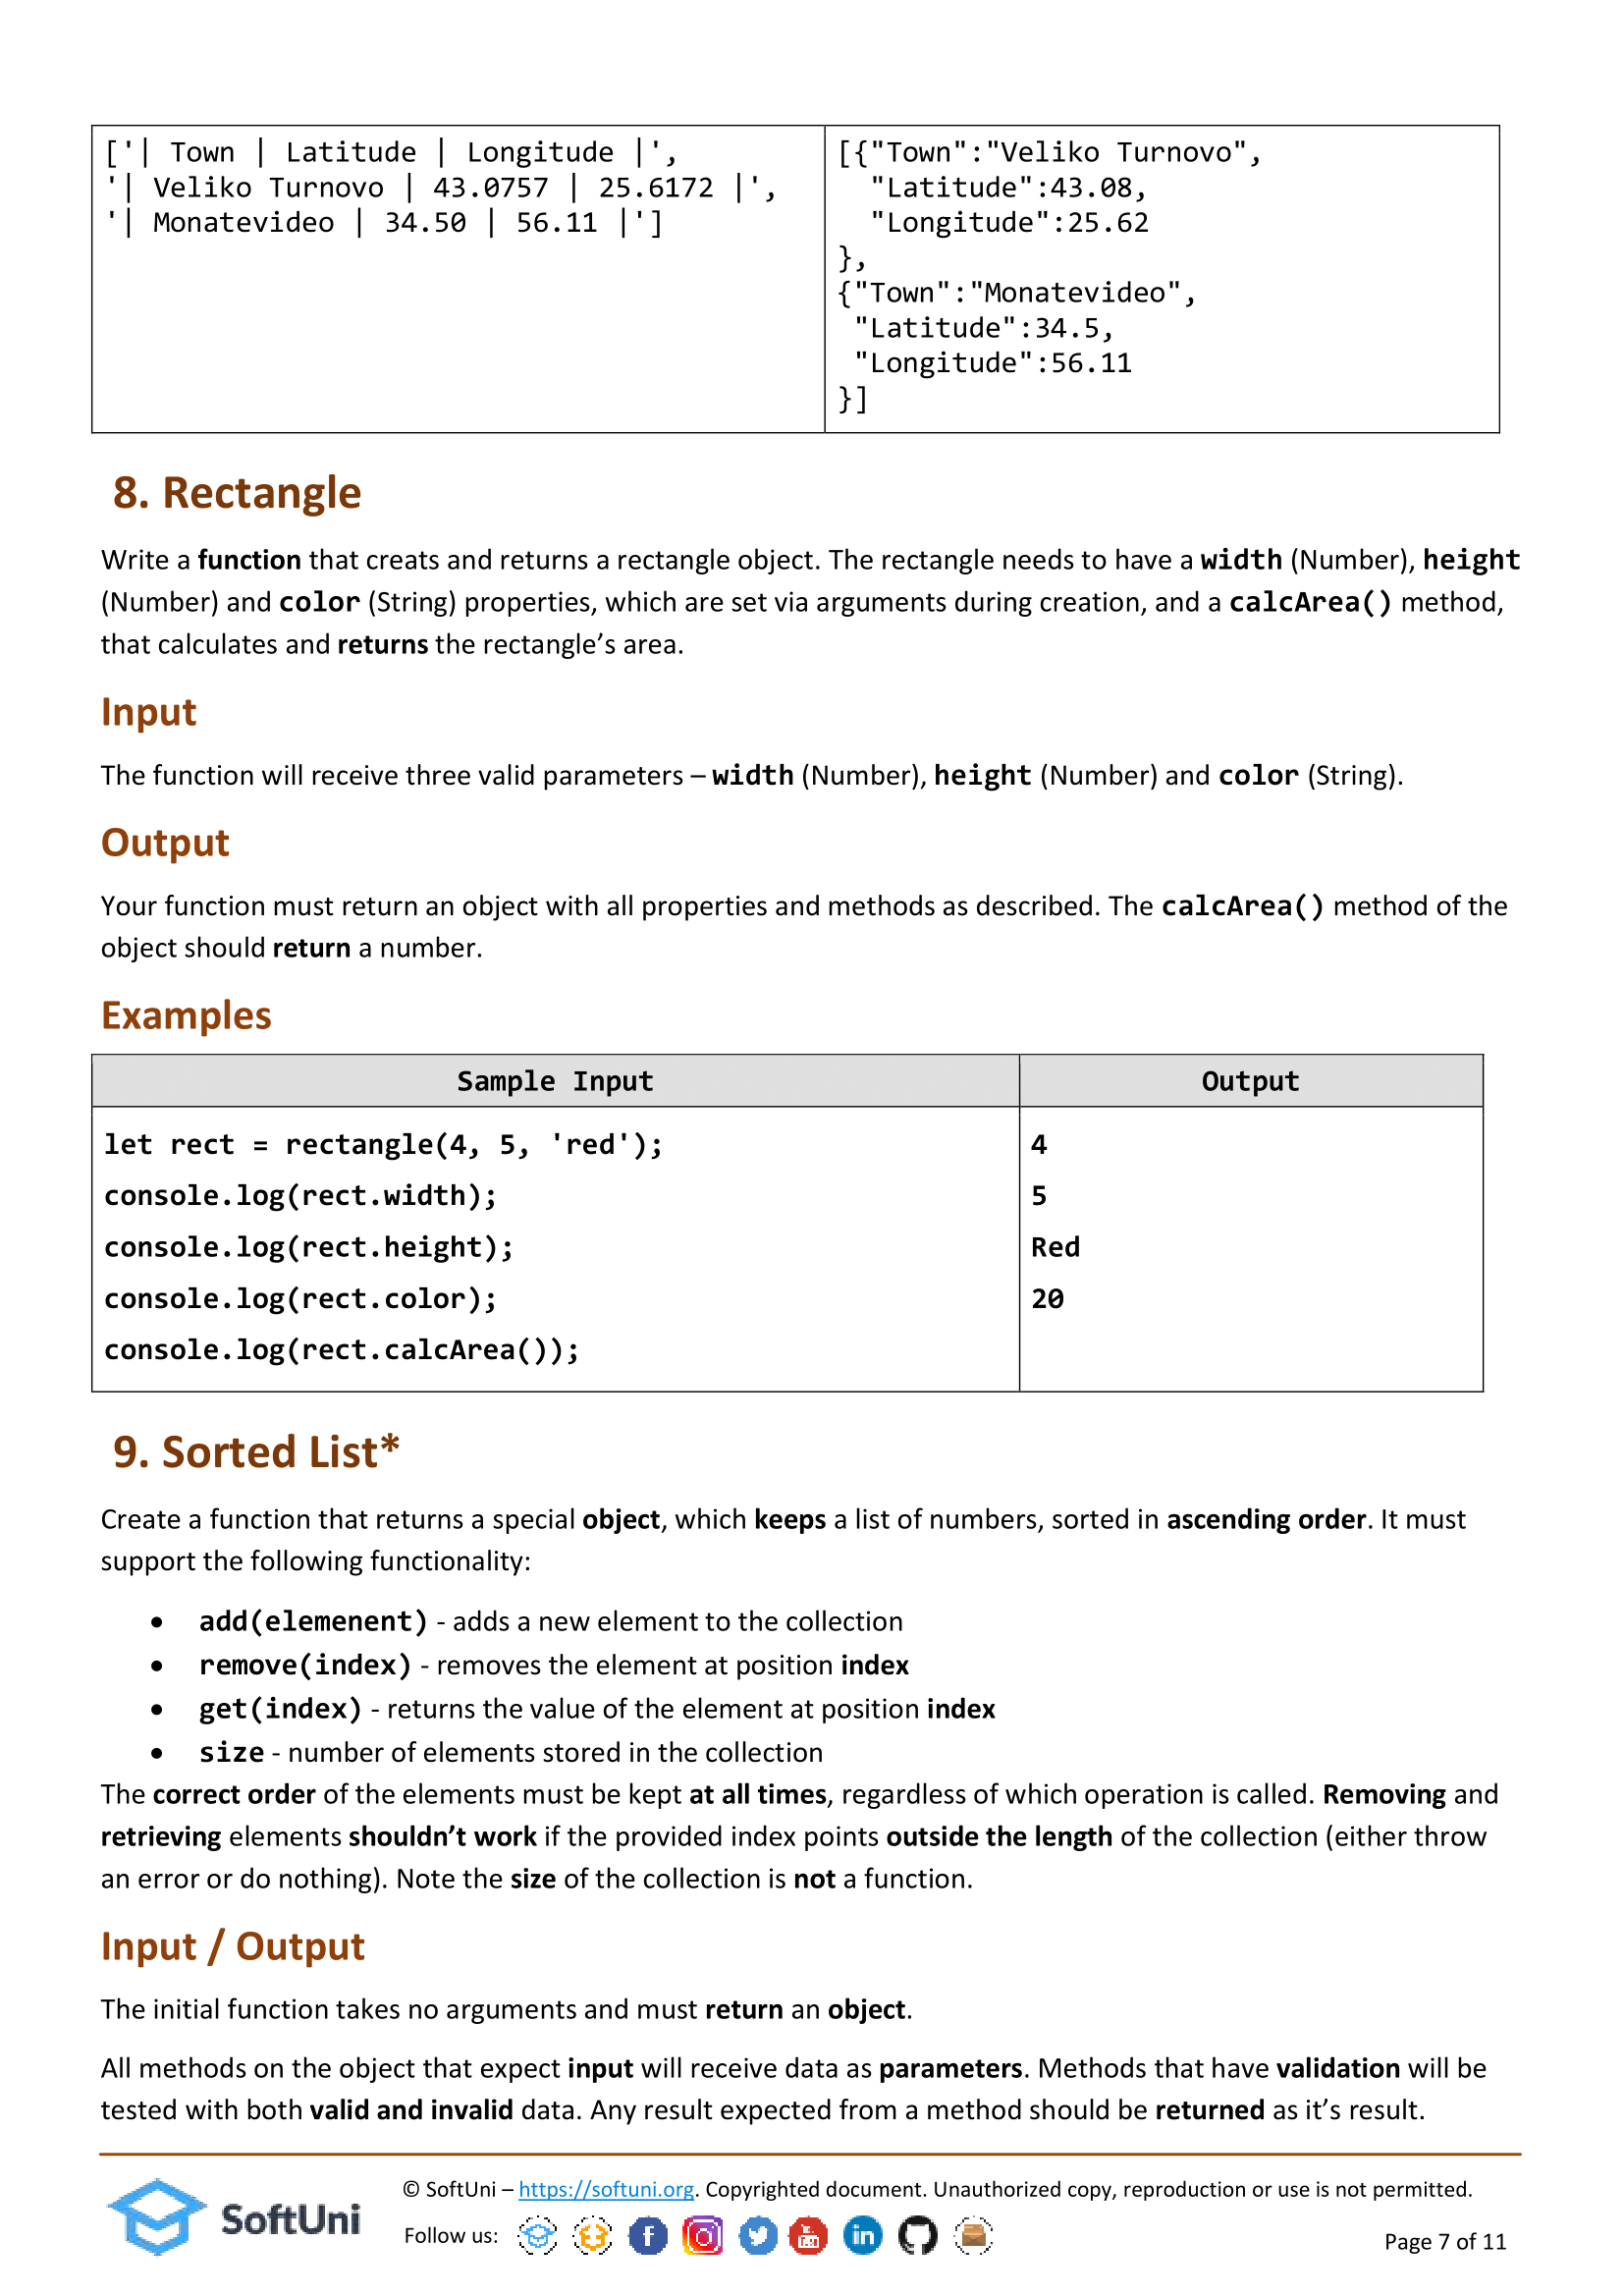 ['| Town | Latitude | Longitude |',
'| Veliko Turnovo | 43.0757 | 25.6172 |',
'| Monatevideo | 34.50 | 56.11 |']
[{"Town":"Veliko Turnovo",
"Latitude":43.08,
"Longitude":25.62
},
{"Town":"Monatevideo",
"Latitude":34.5,
"Longitude":56.11
}]
8. Rectangle
Write a function that creats and returns a rectangle object. The rectangle needs to have a width (Number), height
(Number) and color (String) properties, which are set via arguments during creation, and a calcArea() method,
that calculates and returns the rectangle’s area.
Input
The function will receive three valid parameters – width (Number), height (Number) and color (String).
Output
Your function must return an object with all properties and methods as described. The calcArea() method of the
object should return a number.
Examples
Sample Input
Output
let rect = rectangle(4, 5, 'red');
console.log(rect.width);
console.log(rect.height);
console.log(rect.color);
console.log(rect.calcArea());
4
5
Red
20
9. Sorted List*
Create a function that returns a special object, which keeps a list of numbers, sorted in ascending order. It must
support the following functionality:
• add(elemenent) - adds a new element to the collection
• remove(index) - removes the element at position index
• get(index) - returns the value of the element at position index
• size - number of elements stored in the collection
The correct order of the elements must be kept at all times, regardless of which operation is called. Removing and
retrieving elements shouldn’t work if the provided index points outside the length of the collection (either throw
an error or do nothing). Note the size of the collection is not a function.
Input / Output
The initial function takes no arguments and must return an object.
All methods on the object that expect input will receive data as parameters. Methods that have validation will be
tested with both valid and invalid data. Any result expected from a method should be returned as it’s result.
SoftUni
© SoftUni – https://softuni.org. Copyrighted document. Unauthorized copy, reproduction or use is not permitted.
Follow us:
Page 7 of 11